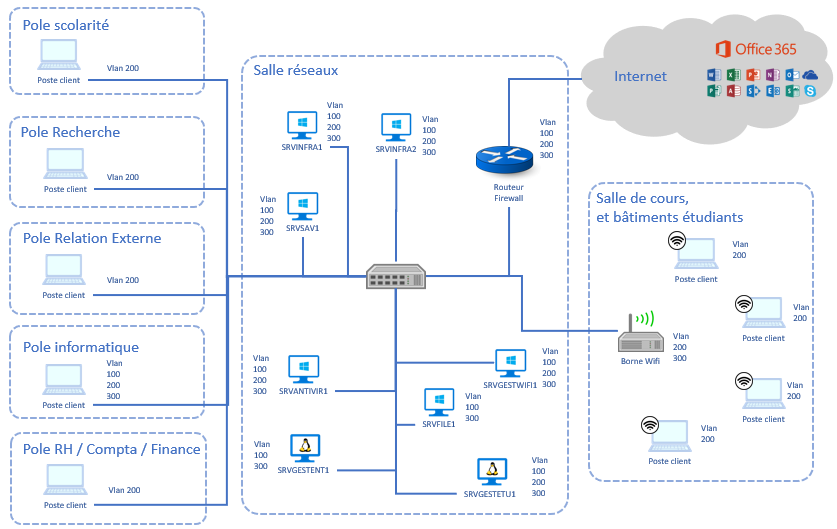 Pole scolarité
Vlan 200
Poste client
Pole Recherche
Vlan 200
Poste client
Pole Relation Externe
Vlan 200
Poste client
Pole informatique
Vlan
100
200
300
Poste client
Pole RH / Compta / Finance
Vlan 200
Poste client
Salle réseaux
SRVINFRA1
Vlan
100
200
300
SRVINFRA2
Vlan
100
200
300
Vlan
100
200
300
SRVSAV1
Routeur
Firewall
Vlan
100
200
300
Vlan
100
200
300
SRVANTIVIR1
SRVGESTWIFI1
Vlan
100
200
300
SRVFILE1
Vlan
100
300
Vlan
100
300
SRVGESTENT1
SRVGESTETU1
Vlan
100
200
300
Internet
Office 365
Salle de cours,
et bâtiments étudiants
Vlan
200
Poste client
Vlan
200
Poste client
Borne Wifi
Vlan
200
300
Vlan
200
Poste client
Vlan
200
Poste client